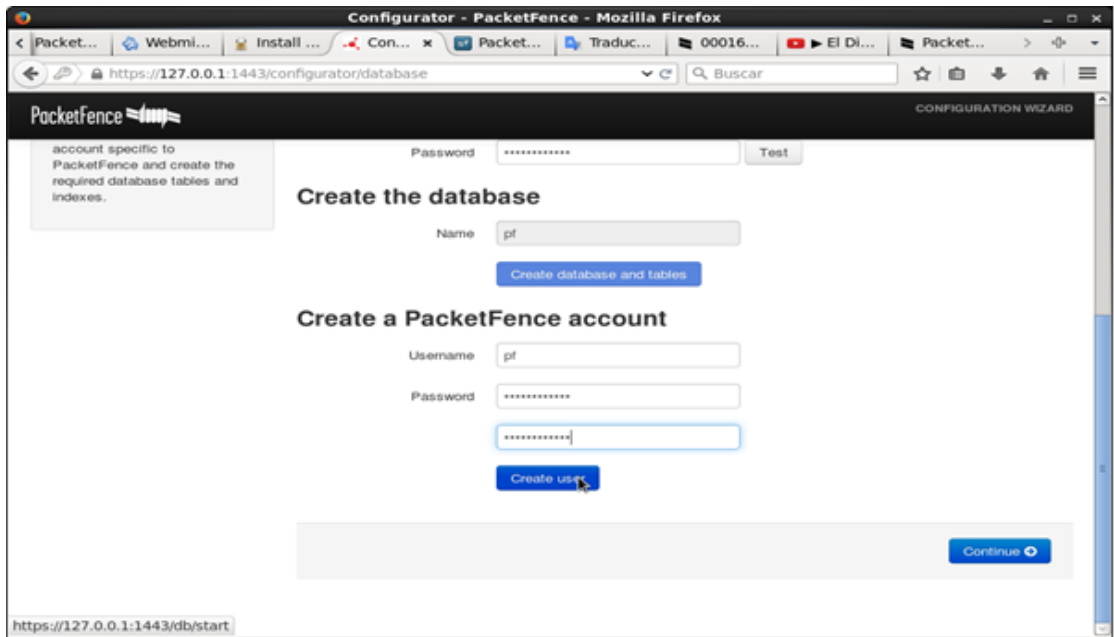 Configurator - PacketFence - Mozilla Firefox
Packet... Webmi... Install ... Con... Packet... Traduc... 00016... El Di... Packet...
https://127.0.0.1:1443/configurator/database Buscar
PacketFence CONFIGURATION WIZARD
account specific to
PacketFence and create the
required database tables and
indexes.
Password •••••••••••• Test
Create the database
Name pf
Create database and tables
Create a PacketFence account
Username pf
Password ••••••••••••
••••••••••••
Create user
Continue
https://127.0.0.1:1443/db/start